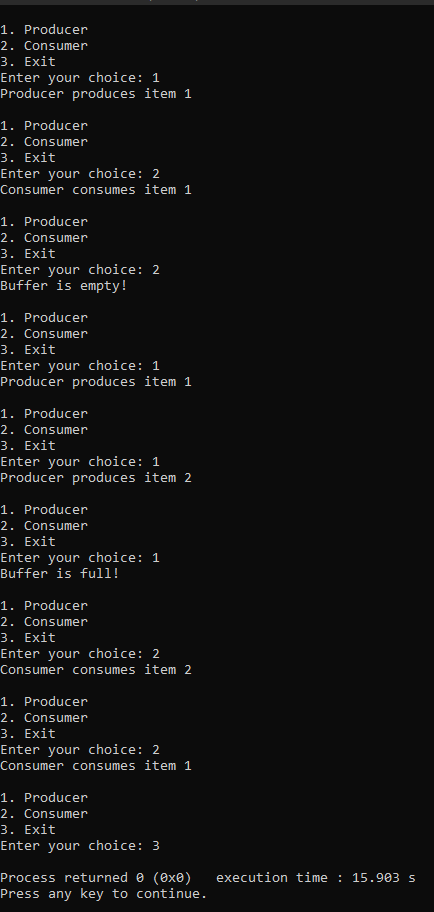 1. Producer
2. Consumer
3. Exit
Enter your choice: 1
Producer produces item 1
1. Producer
2. Consumer
3. Exit
Enter your choice: 2
Consumer consumes item 1
1. Producer
2. Consumer
3. Exit
Enter your choice: 2
Buffer is empty!
1. Producer
2. Consumer
3. Exit
Enter your choice: 1
Producer produces item 1
1. Producer
2. Consumer
3. Exit
Enter your choice: 1
Producer produces item 2
1. Producer
2. Consumer
3. Exit
Enter your choice: 1
Buffer is full!
1. Producer
2. Consumer
3. Exit
Enter your choice: 2
Consumer consumes item 2
1. Producer
2. Consumer
3. Exit
Enter your choice: 2
Consumer consumes item 1
1. Producer
2. Consumer
3. Exit
Enter your choice: 3
Process returned 0 (0x0)   execution time : 15.903 s
Press any key to continue.